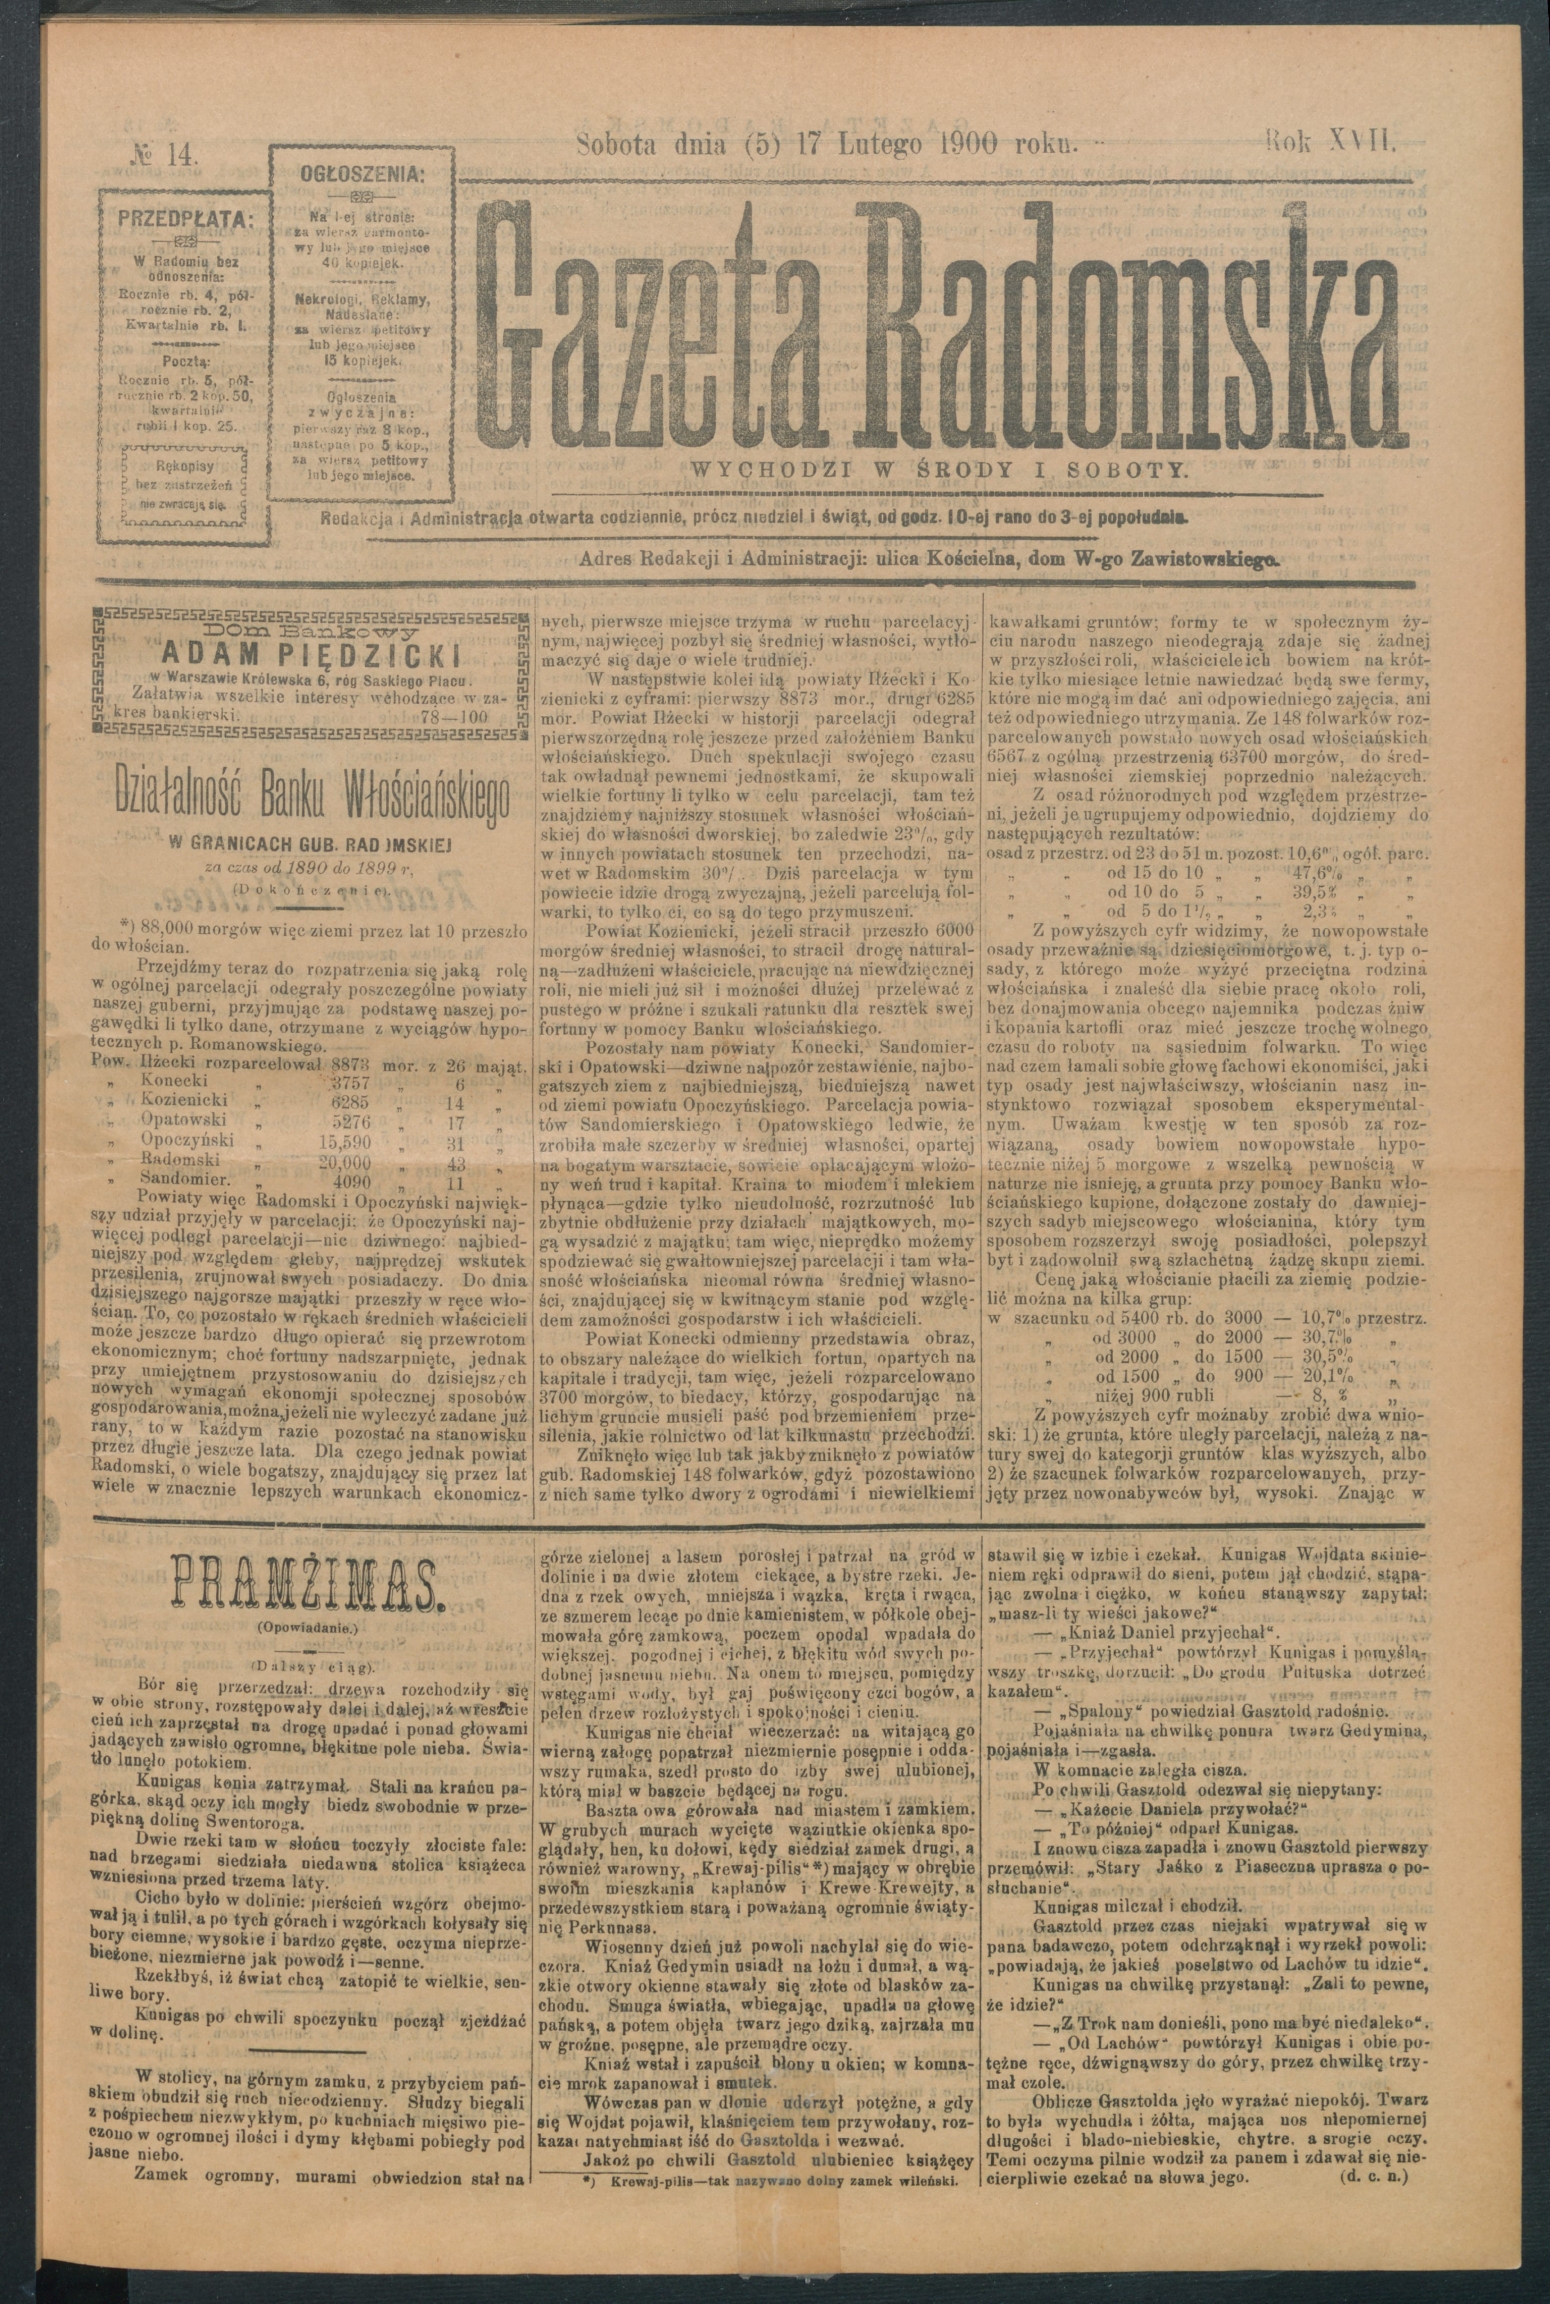 № 14.
Sobota dnia (5) 17 Lutego 1900 roku.
Rok XVII.
PRZEDPŁATA:
W Radomiu bez
odnoszenia:
Rocznie rb. 4, pół-
rocznie rb. 2,
Kwartalnie rb. 1.
Pocztą:
Rocznie rb. 5, pół-
rocznie rb. 2 kop. 50,
kwartalnie
rubli 1 kop. 25.
Rękopisy
bez zastrzeżeń
nie zwracają się.
OGŁOSZENIA:
Na 1-ej stronie:
za wiersz garmonto-
wy lub jego miejsce
40 kopiejek.
Nekrologi, Reklamy,
Nadesłane:
za wiersz petitowy
lub jego miejsce
15 kopiejek.
Ogłoszenia
zwyczajne:
pierwszy raz 8 kop.,
następne po 5 kop.,
za wiersz petitowy
lub jego miejsce.
Gazeta Radomska
WYCHODZI W ŚRODY I SOBOTY.
Redakcja i Administracja otwarta codziennie, prócz niedziel i świąt, od godz. 10-ej rano do 3-ej popołudniu.
Adres Redakcji i Administracji: ulica Kościelna, dom W-go Zawistowskiego.
Dom Bankowy
ADAM PIĘDZICKI
w Warszawie Królewska 6, róg Saskiego Placu.
Załatwia wszelkie interesy wchodzące w za-
kres bankierski. 78—100
Działalność Banku Włościańskiego
W GRANICACH GUB. RADOMSKIEJ
za czas od 1890 do 1899 r.
(Dokończenie).
*) 88,000 morgów więc ziemi przez lat 10 przeszło
do włościan.
Przejdźmy teraz do rozpatrzenia się jaką rolę
w ogólnej parcelacji odegrały poszczególne powiaty
naszej guberni, przyjmując za podstawę naszej po-
gawędki li tylko dane, otrzymane z wyciągów hypo-
tecznych p. Romanowskiego.
Pow. Iłżecki rozparcelował 8873 mor. z 26 mająt.
„ Konecki „ 3757 „ 6 „
„ Kozienicki „ 6285 „ 14 „
„ Opatowski „ 5276 „ 17 „
„ Opoczyński „ 15,590 „ 31 „
„ Radomski „ 20,000 „ 43 „
„ Sandomier. „ 4090 „ 11 „
Powiaty więc Radomski i Opoczyński najwięk-
szy udział przyjęły w parcelacji: że Opoczyński naj-
więcej podległ parcelacji—nic dziwnego: najbied-
niejszy pod względem gleby, najprędzej wskutek
przesilenia, zrujnował swych posiadaczy. Do dnia
dzisiejszego najgorsze majątki przeszły w ręce wło-
ścian. To, co pozostało w rękach średnich właścicieli
może jeszcze bardzo długo opierać się przewrotom
ekonomicznym; choć fortuny nadszarpnięte, jednak
przy umiejętnem przystosowaniu do dzisiejszych
nowych wymagań ekonomji społecznej sposobów
gospodarowania, można, jeżeli nie wyleczyć zadane już
rany, to w każdym razie pozostać na stanowisku
przez długie jeszcze lata. Dla czego jednak powiat
Radomski, o wiele bogatszy, znajdujący się przez lat
wiele w znacznie lepszych warunkach ekonomicz-
nych, pierwsze miejsce trzyma w ruchu parcelacyj-
nym, najwięcej pozbył się średniej własności, wytło-
maczyć się daje o wiele trudniej.
W następstwie kolei idą powiaty Iłżecki i Ko-
zienicki z cyframi: pierwszy 8873 mor., drugi 6285
mor. Powiat Iłżecki w historji parcelacji odegrał
pierwszorzędną rolę jeszcze przed założeniem Banku
włościańskiego. Duch spekulacji swojego czasu
tak owładnął pewnemi jednostkami, że skupowali
wielkie fortuny li tylko w celu parcelacji, tam też
znajdziemy najniższy stosunek własności włościań-
skiej do własności dworskiej, bo zaledwie 23%, gdy
w innych powiatach stosunek ten przechodzi, na-
wet w Radomskim 30%. Dziś parcelacja w tym
powiecie idzie drogą zwyczajną, jeżeli parcelują fol-
warki, to tylko ci, co są do tego przymuszeni.
Powiat Kozienicki, jeżeli stracił przeszło 6000
morgów średniej własności, to stracił drogę natural-
ną—zadłużeni właściciele, pracując na niewdzięcznej
roli, nie mieli już sił i możności dłużej przelewać z
pustego w próżne i szukali ratunku dla resztek swej
fortuny w pomocy Banku włościańskiego.
Pozostały nam powiaty Konecki, Sandomier-
ski i Opatowski—dziwne na pozór zestawienie, najbo-
gatszych ziem z najbiedniejszą, biedniejszą nawet
od ziemi powiatu Opoczyńskiego. Parcelacja powia-
tów Sandomierskiego i Opatowskiego ledwie, że
zrobiła małe szczerby w średniej własności, opartej
na bogatym warsztacie, sowicie opłacającym włożo-
ny weń trud i kapitał. Kraina to miodem i mlekiem
płynąca—gdzie tylko nieudolność, rozrzutność lub
zbytnie obdłużenie przy działach majątkowych, mo-
gą wysadzić z majątku; tam więc, nieprędko możemy
spodziewać się gwałtowniejszej parcelacji i tam wła-
sność włościańska nieomal równa średniej własno-
ści, znajdującej się w kwitnącym stanie pod wzglę-
dem zamożności gospodarstw i ich właścicieli.
Powiat Konecki odmienny przedstawia obraz,
to obszary należące do wielkich fortun, opartych na
kapitale i tradycji, tam więc, jeżeli rozparcelowano
3700 morgów, to biedacy, którzy, gospodarując na
lichym gruncie musieli paść pod brzemieniem prze-
silenia, jakie rolnictwo od lat kilkunastu przechodzi.
Zniknęło więc lub tak jakby zniknęło z powiatów
gub. Radomskiej 148 folwarków, gdyż pozostawiono
z nich same tylko dwory z ogrodami i niewielkiemi
kawałkami gruntów; formy te w społecznym ży-
ciu narodu naszego nieodegrają zdaje się żadnej
w przyszłości roli, właściciele ich bowiem na krót-
kie tylko miesiące letnie nawiedzać będą swe fermy,
które nie mogą im dać ani odpowiedniego zajęcia, ani
też odpowiedniego utrzymania. Ze 148 folwarków roz-
parcelowanych powstało nowych osad włościańskich
6567 z ogólną przestrzenią 63700 morgów, do śred-
niej własności ziemskiej poprzednio należących.
Z osad różnorodnych pod względem przestrze-
ni, jeżeli je ugrupujemy odpowiednio, dojdziemy do
następujących rezultatów:
osad z przestrz. od 23 do 51 m. pozost. 10,6% ogół. parc.
„ „ od 15 do 10 „ „ 47,6% „ „
„ „ od 10 do 5 „ „ 39,5% „ „
„ „ od 5 do 1½ „ „ 2,3% „ „
Z powyższych cyfr widzimy, że nowopowstałe
osady przeważnie są dziesięciomorgowe, t. j. typ o-
sady, z którego może wyżyć przeciętna rodzina
włościańska i znaleść dla siebie pracę około roli,
bez donajmowania obcego najemnika podczas żniw
i kopania kartofli oraz mieć jeszcze trochę wolnego
czasu do roboty na sąsiednim folwarku. To więc
nad czem łamali sobie głowę fachowi ekonomiści, jaki
typ osady jest najwłaściwszy, włościanin nasz in-
stynktowo rozwiązał sposobem eksperymental-
nym. Uważam kwestję w ten sposób za roz-
wiązaną, osady bowiem nowopowstałe hypo-
tecznie niżej 5 morgowe z wszelką pewnością w
naturze nie isnieję, a grunta przy pomocy Banku wło-
ściańskiego kupione, dołączone zostały do dawniej-
szych sadyb miejscowego włościanina, który tym
sposobem rozszerzył swoję posiadłości, polepszył
byt i zadowolnił swą szlachetną żądzę skupu ziemi.
Cenę jaką włościanie płacili za ziemię podzie-
lić można na kilka grup:
w szacunku od 5400 rb. do 3000 — 10,7% przestrz.
„ od 3000 „ do 2000 — 30,7% „
„ od 2000 „ do 1500 — 30,5% „
„ od 1500 „ do 900 — 20,1% „
„ niżej 900 rubli — 8, % „
Z powyższych cyfr możnaby zrobić dwa wnio-
ski: 1) że grunta, które uległy parcelacji, należą z na-
tury swej do kategorji gruntów klas wyższych, albo
2) że szacunek folwarków rozparcelowanych, przy-
jęty przez nowonabywców był, wysoki. Znając w
PRAMŻIMAS.
(Opowiadanie.)
(Dalszy ciąg).
Bór się przerzedzał: drzewa rozchodziły się
w obie strony, rozstępowały dalei i dalej, aż wreszcie
cień ich zaprzęstał na drogę upadać i ponad głowami
jadących zawisło ogromne, błękitne pole nieba. Świa-
tło lunęło potokiem.
Kunigas konia zatrzymał. Stali na krańcu pa-
górka, skąd oczy ich mogły biedz swobodnie w prze-
piękną dolinę Swentoroga.
Dwie rzeki tam w słońcu toczyły złociste fale:
nad brzegami siedziała niedawna stolica książęca
wzniesiona przed trzema laty.
Cicho było w dolinie: pierścień wzgórz obejmo-
wał ją i tulił, a po tych górach i wzgórkach kołysały się
bory ciemne, wysokie i bardzo gęste, oczyma nieprze-
bieżone, niezmierne jak powodź i—senne.
Rzekłbyś, iż świat chcą zatopić te wielkie, sen-
liwe bory.
Kunigas po chwili spoczynku począł zjeżdżać
w dolinę.
W stolicy, na górnym zamku, z przybyciem pań-
skiem obudził się ruch niecodzienny. Słudzy biegali
z pośpiechem niezwykłym, po kuchniach mięsiwo pie-
czono w ogromnej ilości i dymy kłębami pobiegły pod
jasne niebo.
Zamek ogromny, murami obwiedzion stał na
górze zielonej a lasem porosłej i patrzał na gród w
dolinie i na dwie złotem ciekące, a bystre rzeki. Je-
dna z rzek owych, mniejsza i wązka, kręta i rwąca,
ze szmerem lecąc po dnie kamienistem, w półkole obej-
mowała górę zamkową, poczem opodal wpadała do
większej, pogodnej i cichej, z błękitu wód swych po-
dobnej jasnemu niebu. Na onem to miejscu, pomiędzy
wstęgami wody, był gaj poświęcony czci bogów, a
pełen drzew rozłożystych i spokojności i cieniu.
Kunigas nie chciał wieczerzać: na witającą go
wierną załogę popatrzał niezmiernie posępnie i odda-
wszy rumaka, szedł prosto do izby swej ulubionej,
którą miał w baszcie będącej na rogu.
Baszta owa górowała nad miastem i zamkiem.
W grubych murach wycięte wąziutkie okienka spo-
glądały, hen, ku dołowi, kędy siedział zamek drugi, a
również warowny, „Krewaj-pilis“ *) mający w obrębie
swoim mieszkania kapłanów i Krewe-Krewejty, a
przedewszystkiem starą i poważaną ogromnie świąty-
nię Perkunasa.
Wiosenny dzień już powoli nachylał się do wie-
czora. Kniaź Gedymin usiadł na łożu i dumał, a wą-
zkie otwory okienne stawały się złote od blasków za-
chodu. Smuga światła, wbiegając, upadła na głowę
pańską, a potem objęła twarz jego dziką, zajrzała mu
w groźne, posępne, ale przemądre oczy.
Kniaź wstał i zapuścił błony u okien; w komna-
cie mrok zapanował i smutek.
Wówczas pan w dłonie uderzył potężne, a gdy
się Wojdat pojawił, klaśnięciem tem przywołany, roz-
kazał natychmiast iść do Gasztolda i wezwać.
Jakoż po chwili Gasztold ulubieniec książęcy
*) Krewaj-pilis—tak nazywano dolny zamek wileński.
stawił się w izbie i czekał. Kunigas Wojdata skinie-
niem ręki odprawił do sieni, potem jął chodzić, stąpa-
jąc zwolna i ciężko, w końcu stanąwszy zapytał:
„masz-li ty wieści jakowe?“
— „Kniaź Daniel przyjechał“.
— „Przyjechał“ powtórzył Kunigas i pomyśla-
wszy troszkę, dorzucił: „Do grodu Pułtuska dotrzeć
kazałem“.
— „Spalony“ powiedział Gasztold radośnie.
Pojaśniała na chwilkę ponura twarz Gedymina,
pojaśniała i—zgasła.
W komnacie zaległa cisza.
Po chwili Gasztold odezwał się niepytany:
— „Każecie Daniela przywołać?“
— „To później“ odparł Kunigas.
I znowu cisza zapadła i znowu Gasztold pierwszy
przemówił: „Stary Jaśko z Piaseczna uprasza o po-
słuchanie“.
Kunigas milczał i chodził.
Gasztold przez czas niejaki wpatrywał się w
pana badawczo, potem odchrząknął i wyrzekł powoli:
„powiadają, że jakieś poselstwo od Lachów tu idzie“.
Kunigas na chwilkę przystanął: „Zali to pewne,
że idzie?“
—„Z Trok nam donieśli, pono ma być niedaleko“.
— „Od Lachów“ powtórzył Kunigas i obie po-
tężne ręce, dźwignąwszy do góry, przez chwilkę trzy-
mał czole.
Oblicze Gasztolda jęło wyrażać niepokój. Twarz
to była wychudła i żółta, mająca nos niepomiernej
długości i blado-niebieskie, chytre, a srogie oczy.
Temi oczyma pilnie wodził za panem i zdawał się nie-
cierpliwie czekać na słowa jego. (d. c. n.)